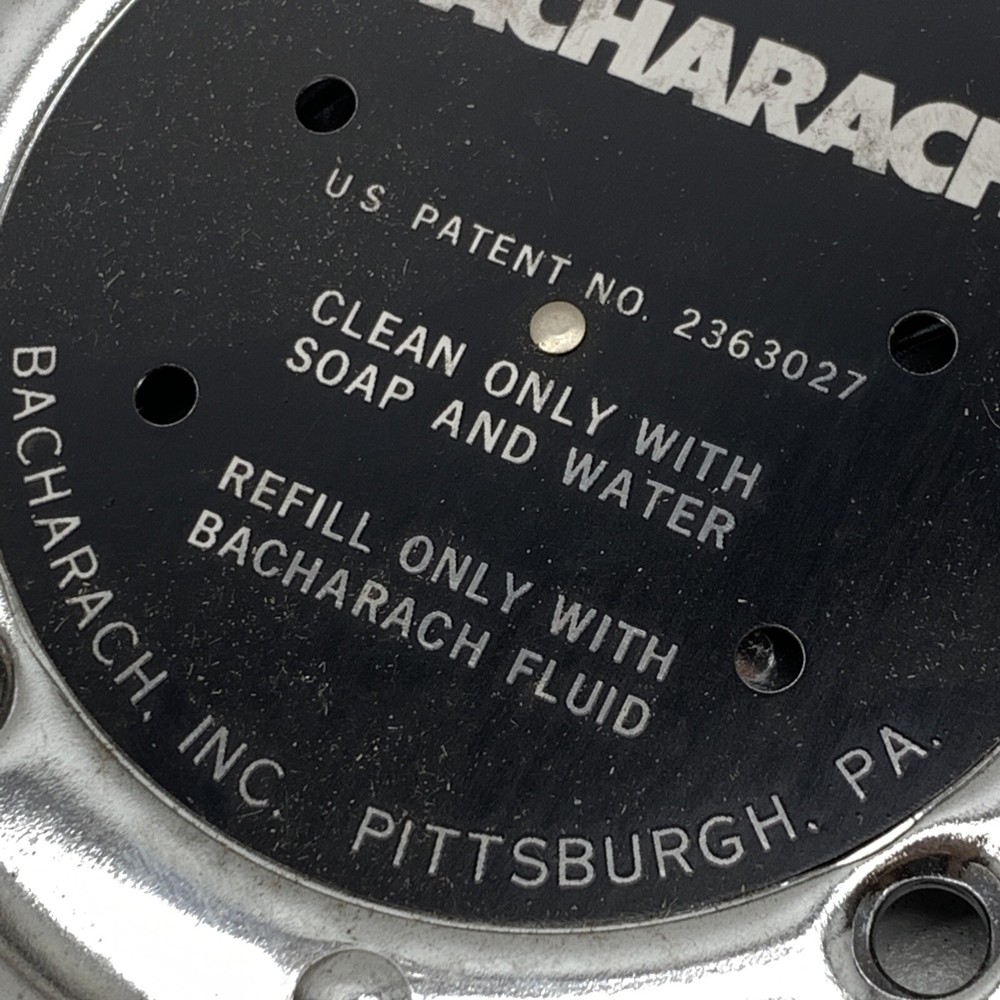 BACHARACH
U S PATENT NO. 2363027
CLEAN ONLY WITH
SOAP AND WATER
REFILL ONLY WITH
BACHARACH FLUID
BACHARACH, INC. PITTSBURGH, PA.